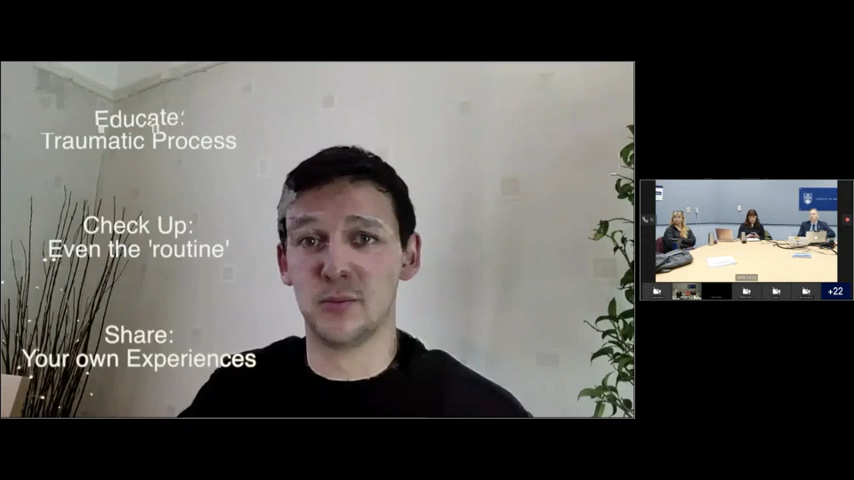 Educate:
Traumatic Process
Check Up:
Even the 'routine'
Share:
Your own Experiences
+22